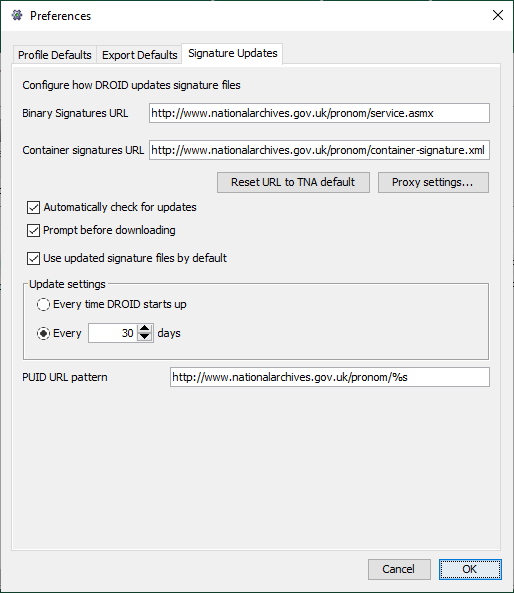 Preferences
Profile Defaults Export Defaults Signature Updates
Configure how DROID updates signature files
Binary Signatures URL http://www.nationalarchives.gov.uk/pronom/service.asmx
Container signatures URL http://www.nationalarchives.gov.uk/pronom/container-signature.xml
Reset URL to TNA default Proxy settings...
Automatically check for updates
Prompt before downloading
Use updated signature files by default
Update settings
Every time DROID starts up
Every 30 days
PUID URL pattern http://www.nationalarchives.gov.uk/pronom/%s
Cancel OK